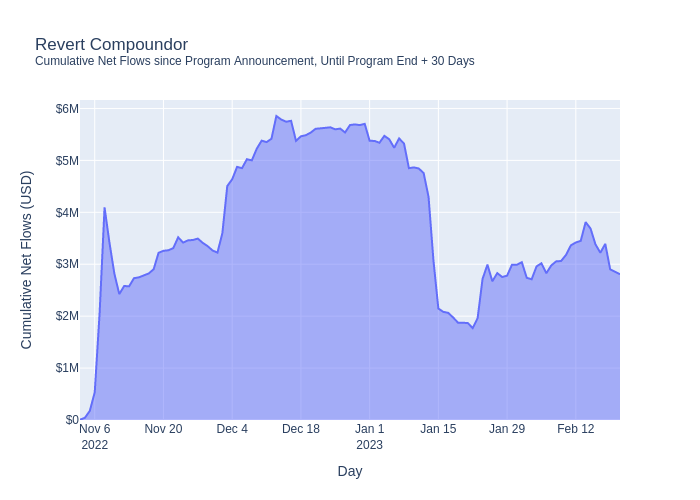 Revert Compoundor
Cumulative Net Flows since Program Announcement, Until Program End + 30 Days
Cumulative Net Flows (USD)
$6M
$5M
$4M
$3M
$2M
$1M
$0
Nov 6
2022
Nov 20
Dec 4
Dec 18
Jan 1
2023
Jan 15
Jan 29
Feb 12
Day